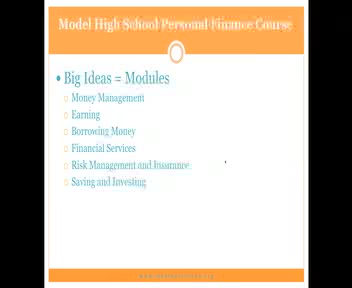 Model High School Personal Finance Course
Big Ideas = Modules
Money Management
Earning
Borrowing Money
Financial Services
Risk Management and Insurance
Saving and Investing